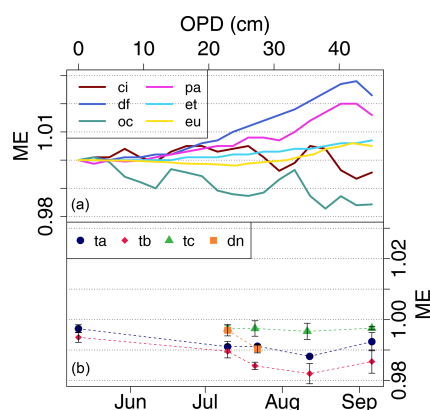 OPD (cm)
0 10 20 30 40
ME
1.01
0.98
ci pa
df et
oc eu
(a)
ta tb tc dn
1.02
1.00
0.98
ME
(b)
Jun Jul Aug Sep